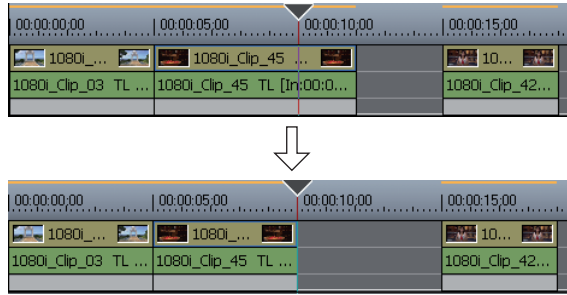 00:00:00;00 00:00:05;00 00:00:10;00 00:00:15;00
1080i_... 1080i_Clip_45 ... 10...
1080i_Clip_03 TL ... 1080i_Clip_45 TL [In:00:0... 1080i_Clip_42...
00:00:00;00 00:00:05;00 00:00:10;00 00:00:15;00
1080i_... 1080i_... 10...
1080i_Clip_03 TL ... 1080i_Clip_45 TL ... 1080i_Clip_42...